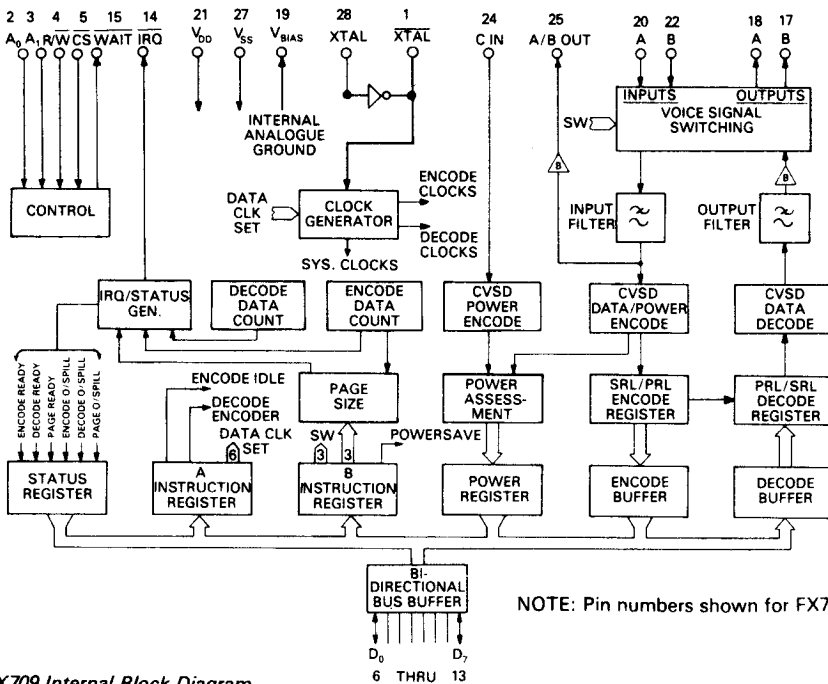 2 3 4 5 15 14 21 27 19 28 1 24 25 20 22 18 17
A0 A1 R/W CS WAIT IRQ VDD VSS VBIAS XTAL XTAL C IN A/B OUT A B A B
INTERNAL
ANALOGUE
GROUND
INPUTS OUTPUTS
VOICE SIGNAL
SWITCHING
SW
B
B
CONTROL
DATA
CLK
SET
CLOCK
GENERATOR
ENCODE
CLOCKS
DECODE
CLOCKS
SYS. CLOCKS
INPUT
FILTER
OUTPUT
FILTER
IRQ/STATUS
GEN.
DECODE
DATA
COUNT
ENCODE
DATA
COUNT
CVSD
POWER
ENCODE
CVSD
DATA/POWER
ENCODE
CVSD
DATA
DECODE
ENCODE READY
DECODE READY
PAGE READY
ENCODE O/SPILL
DECODE O/SPILL
PAGE O/SPILL
ENCODE IDLE
DECODE
ENCODER
DATA CLK
SET
6
PAGE
SIZE
SW
3
3
POWERSAVE
POWER
ASSESS-
MENT
SRL/PRL
ENCODE
REGISTER
PRL/SRL
DECODE
REGISTER
STATUS
REGISTER
A
INSTRUCTION
REGISTER
B
INSTRUCTION
REGISTER
POWER
REGISTER
ENCODE
BUFFER
DECODE
BUFFER
BI-
DIRECTIONAL
BUS BUFFER
NOTE: Pin numbers shown for FX7
D0 D7
6 THRU 13
X709 Internal Block Diagram